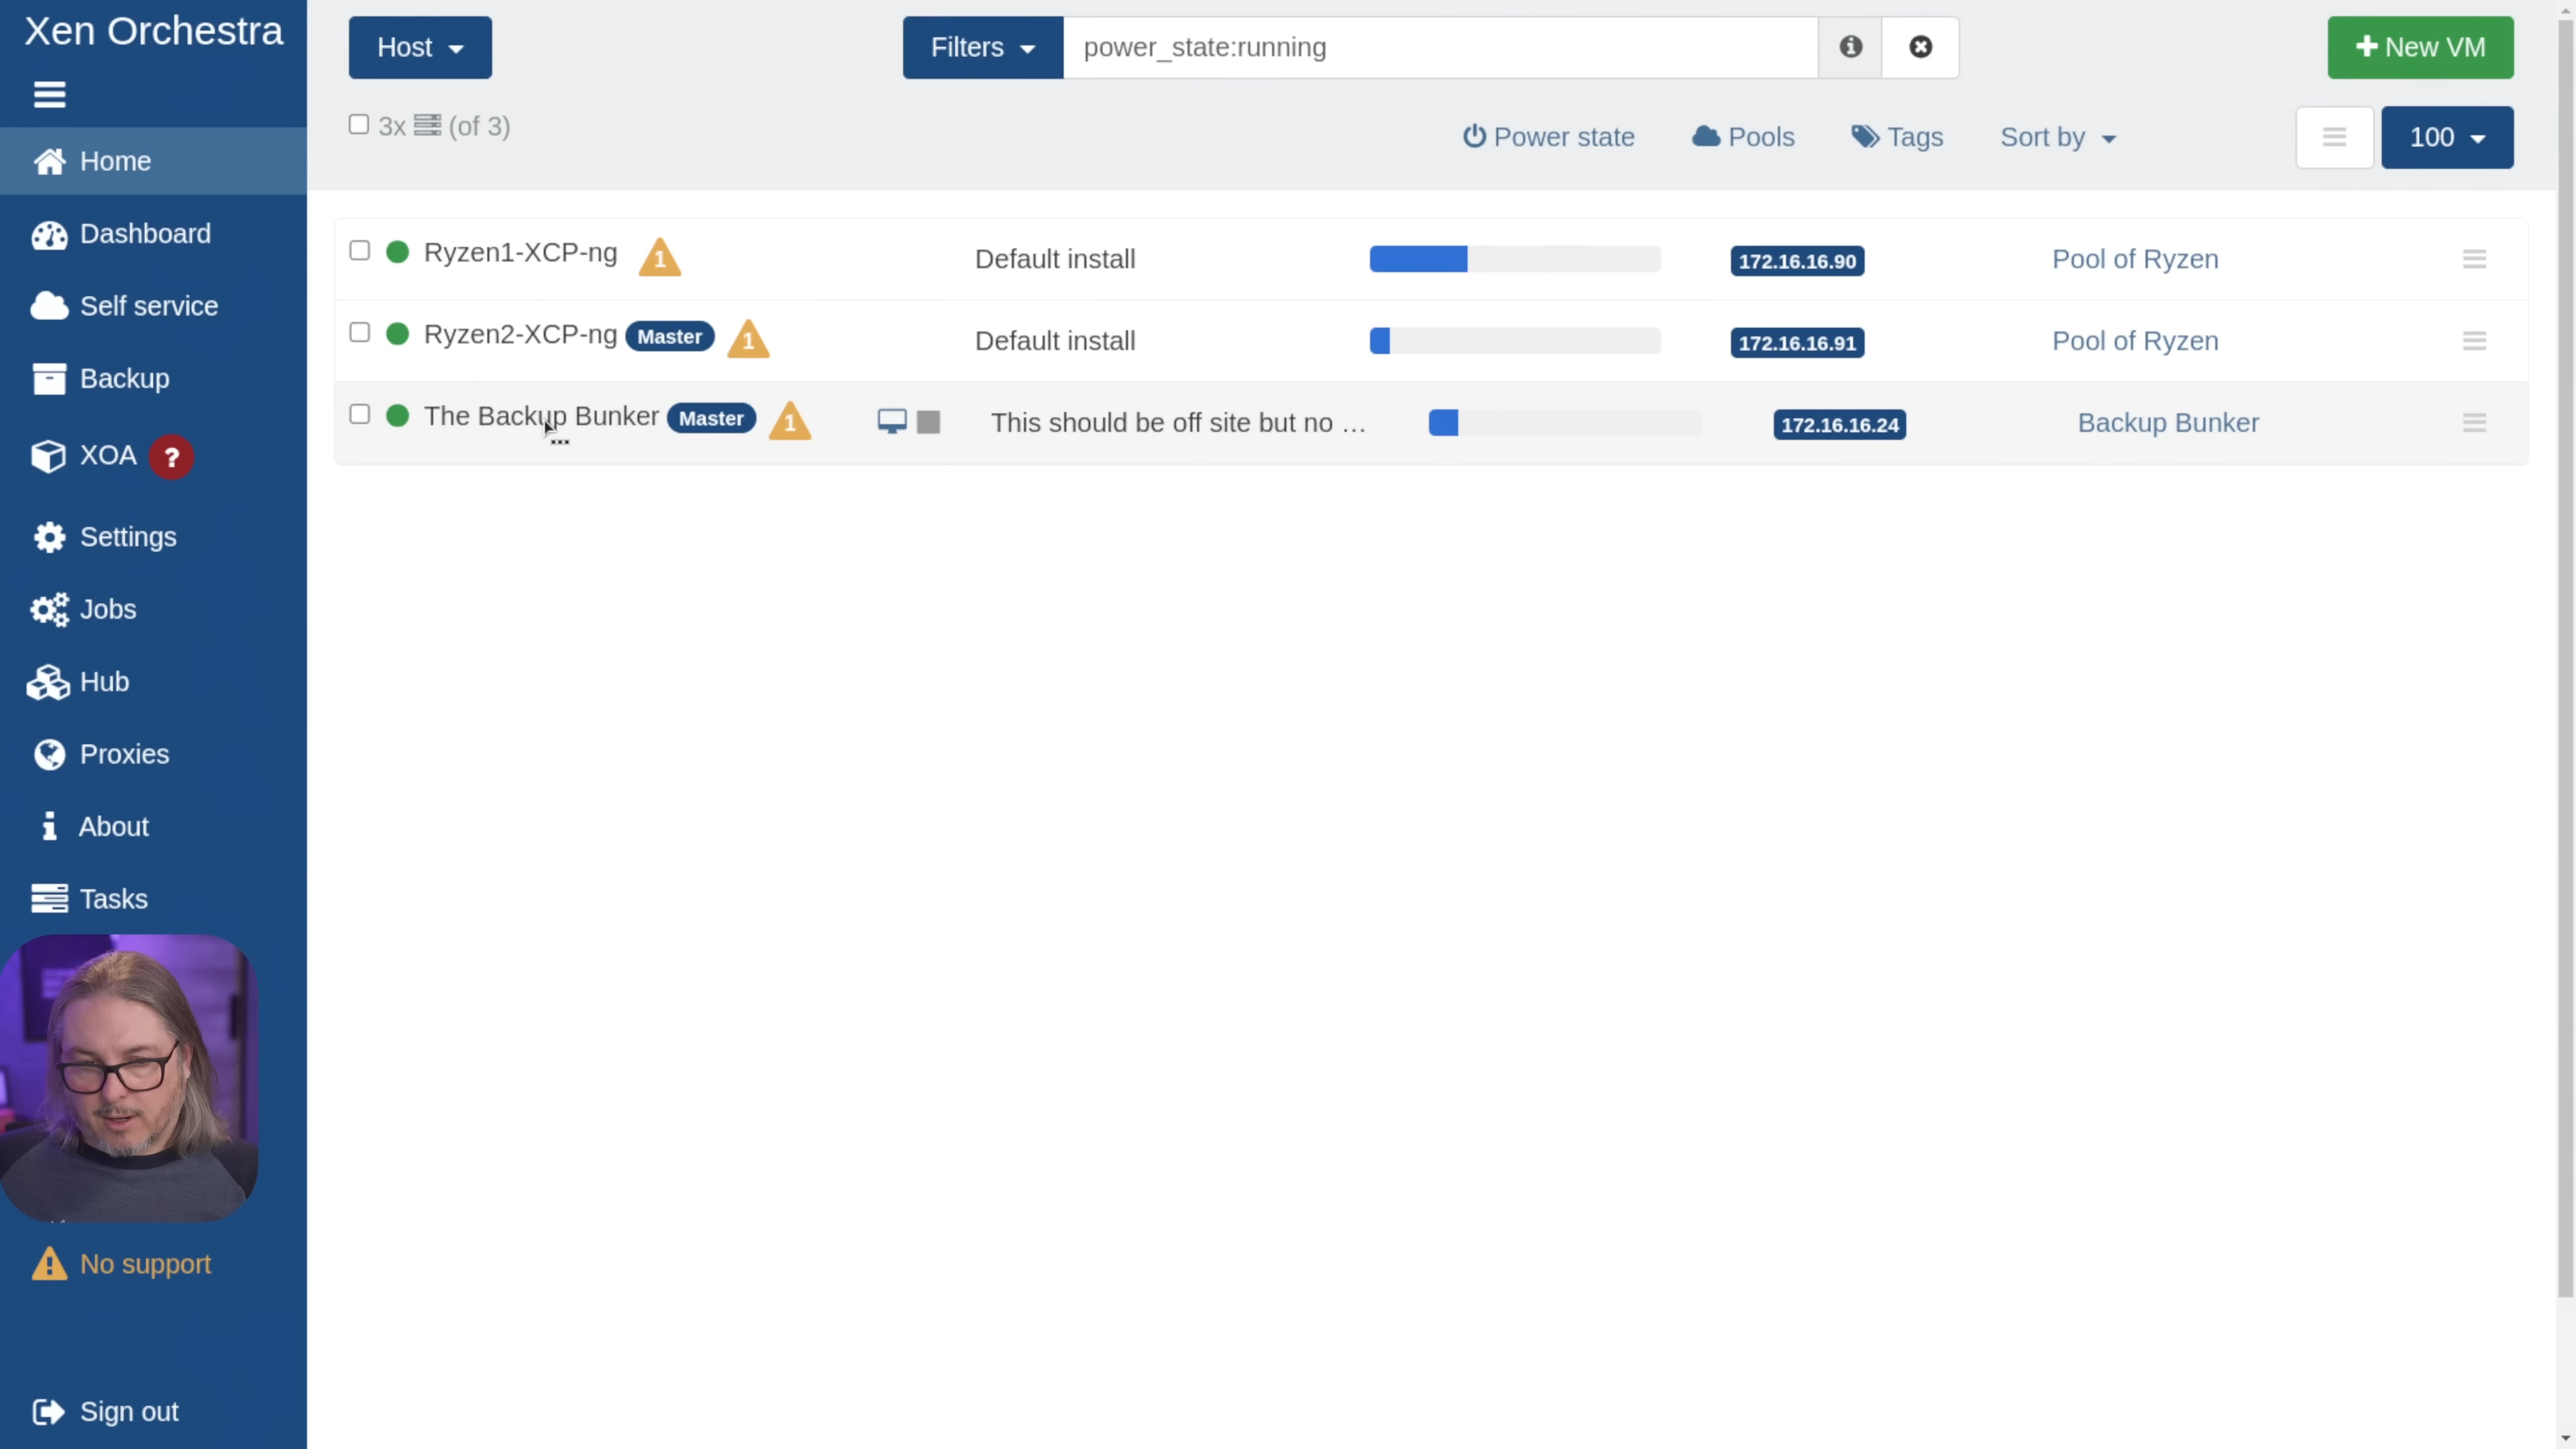 Xen Orchestra
Host
Filters
power_state:running
New VM
3x (of 3)
Power state
Pools
Tags
Sort by
100
Home
Dashboard
Self service
Backup
XOA ?
Settings
Jobs
Hub
Proxies
About
Tasks
No support
Sign out
Ryzen1-XCP-ng 1 Default install 172.16.16.90 Pool of Ryzen
Ryzen2-XCP-ng Master 1 Default install 172.16.16.91 Pool of Ryzen
The Backup Bunker Master 1 This should be off site but no … 172.16.16.24 Backup Bunker